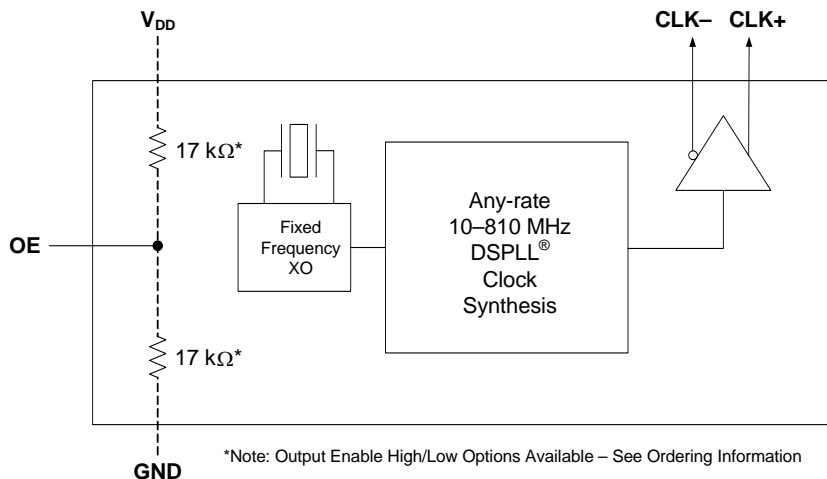 V_DD
CLK– CLK+
17 kΩ*
OE
Fixed
Frequency
XO
Any-rate
10–810 MHz
DSPLL®
Clock
Synthesis
17 kΩ*
GND
*Note: Output Enable High/Low Options Available – See Ordering Information